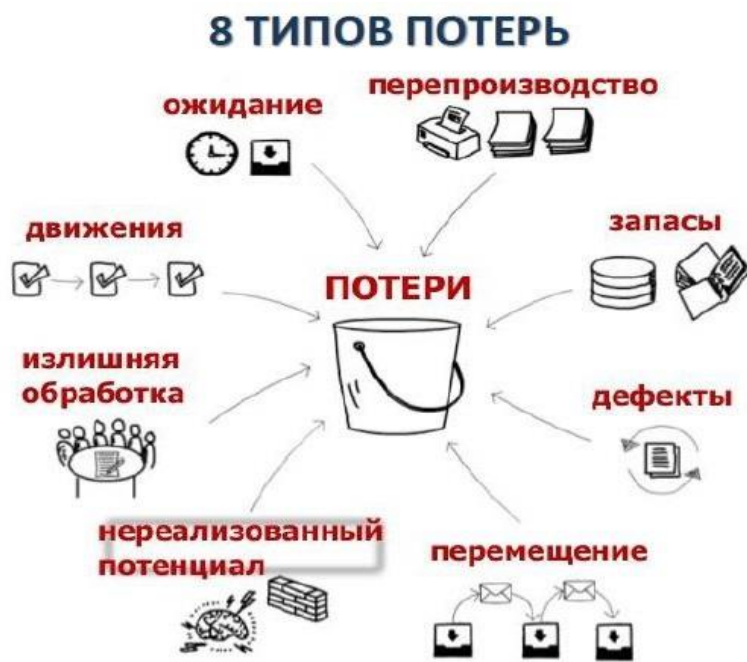 8 ТИПОВ ПОТЕРЬ
ожидание
перепроизводство
движения
запасы
ПОТЕРИ
излишняя
обработка
дефекты
нереализованный
потенциал
перемещение